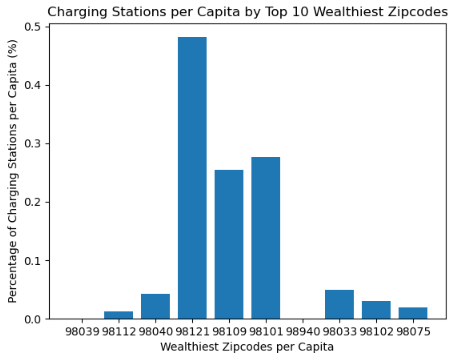 Charging Stations per Capita by Top 10 Wealthiest Zipcodes
Percentage of Charging Stations per Capita (%)
0.5
0.4
0.3
0.2
0.1
0.0
98039 98112 98040 98121 98109 98101 98940 98033 98102 98075
Wealthiest Zipcodes per Capita